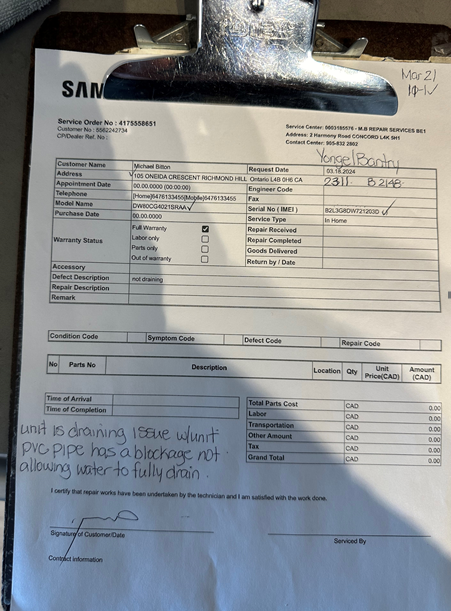 Mar 21
SAM
Service Order No : 4175558651
Customer No : 8562242734
CP/Dealer Ref. No :
Service Center: 0003185576 - M.B REPAIR SERVICES BE1
Address: 2 Harmony Road CONCORD L4K 5H1
Contact Center: 905-832 2802
Customer Name Michael Bitton
Request Date 03.18.2024
Address 105 ONEIDA CRESCENT RICHMOND HILL Ontario L4B 0H6 CA
2311. B2148.
Appointment Date 00.00.0000 (00:00:00)
Engineer Code
Telephone [Home]6476133455[Mobile]6476133455
Fax
Model Name DW80CG4021SRAA
Serial No ( IMEI ) B2L3G8DW721203D
Purchase Date 00.00.0000
Service Type In Home
Warranty Status
Full Warranty
Labor only
Parts only
Out of warranty
Repair Received
Repair Completed
Goods Delivered
Return by / Date
Accessory
Defect Description not draining
Repair Description
Remark
Condition Code Symptom Code Defect Code Repair Code
No Parts No Description Location Qty Unit Price(CAD) Amount (CAD)
Time of Arrival
Time of Completion
Total Parts Cost CAD 0.00
Labor CAD 0.00
Transportation CAD 0.00
Other Amount CAD 0.00
Tax CAD 0.00
Grand Total CAD 0.00
unit is draining issue w/unit
pvc pipe has a blockage not
allowing water to fully drain.
I certify that repair works have been undertaken by the technician and I am satisfied with the work done.
Signature of Customer/Date
Serviced By
Contact information